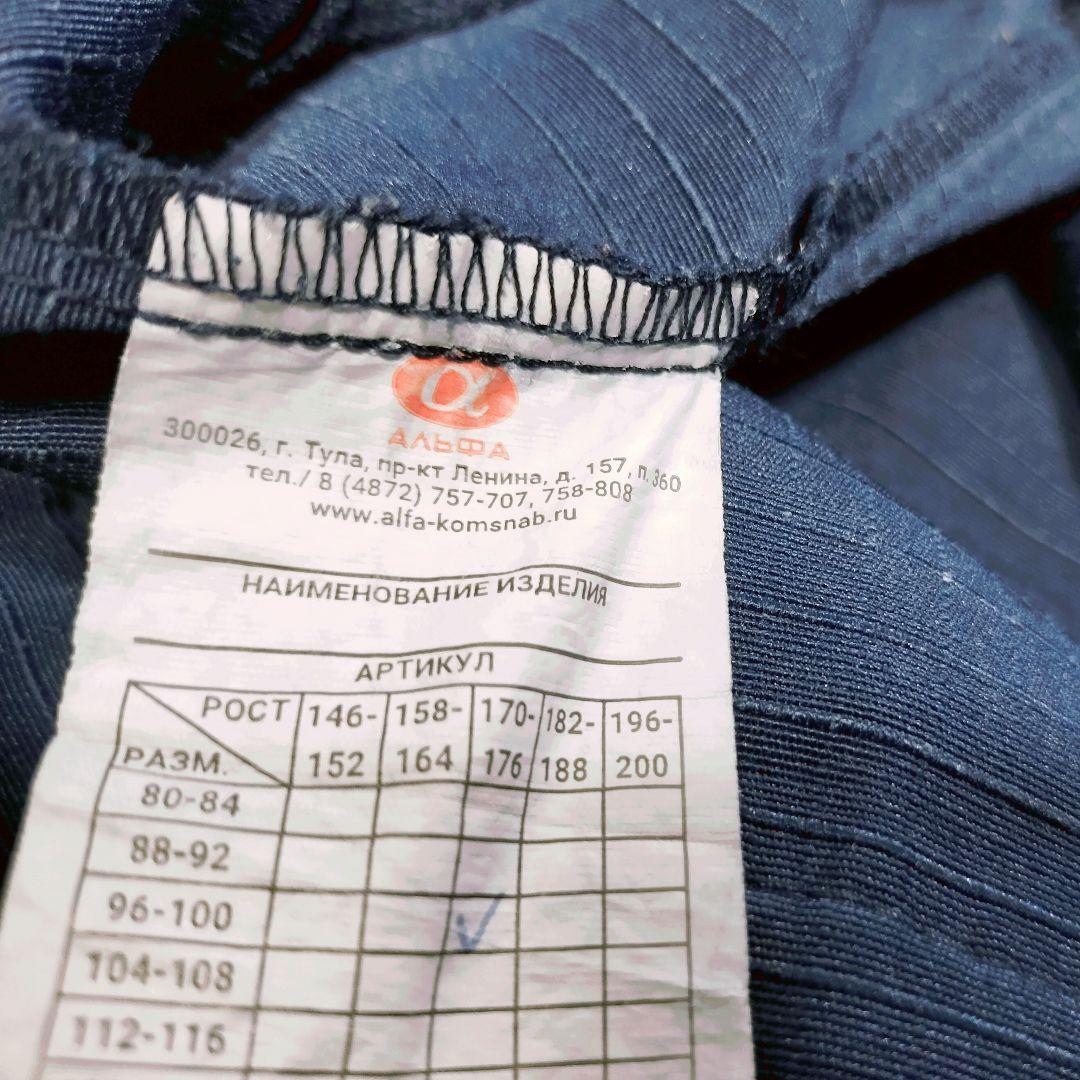 α
АЛЬФА
300026, г. Тула, пр-кт Ленина, д. 157, п. 360
тел./ 8 (4872) 757-707, 758-808
www.alfa-komsnab.ru
НАИМЕНОВАНИЕ ИЗДЕЛИЯ
АРТИКУЛ
РОСТ 146- 158- 170- 182- 196-
РАЗМ. 152 164 176 188 200
80-84
88-92
96-100
104-108
112-116